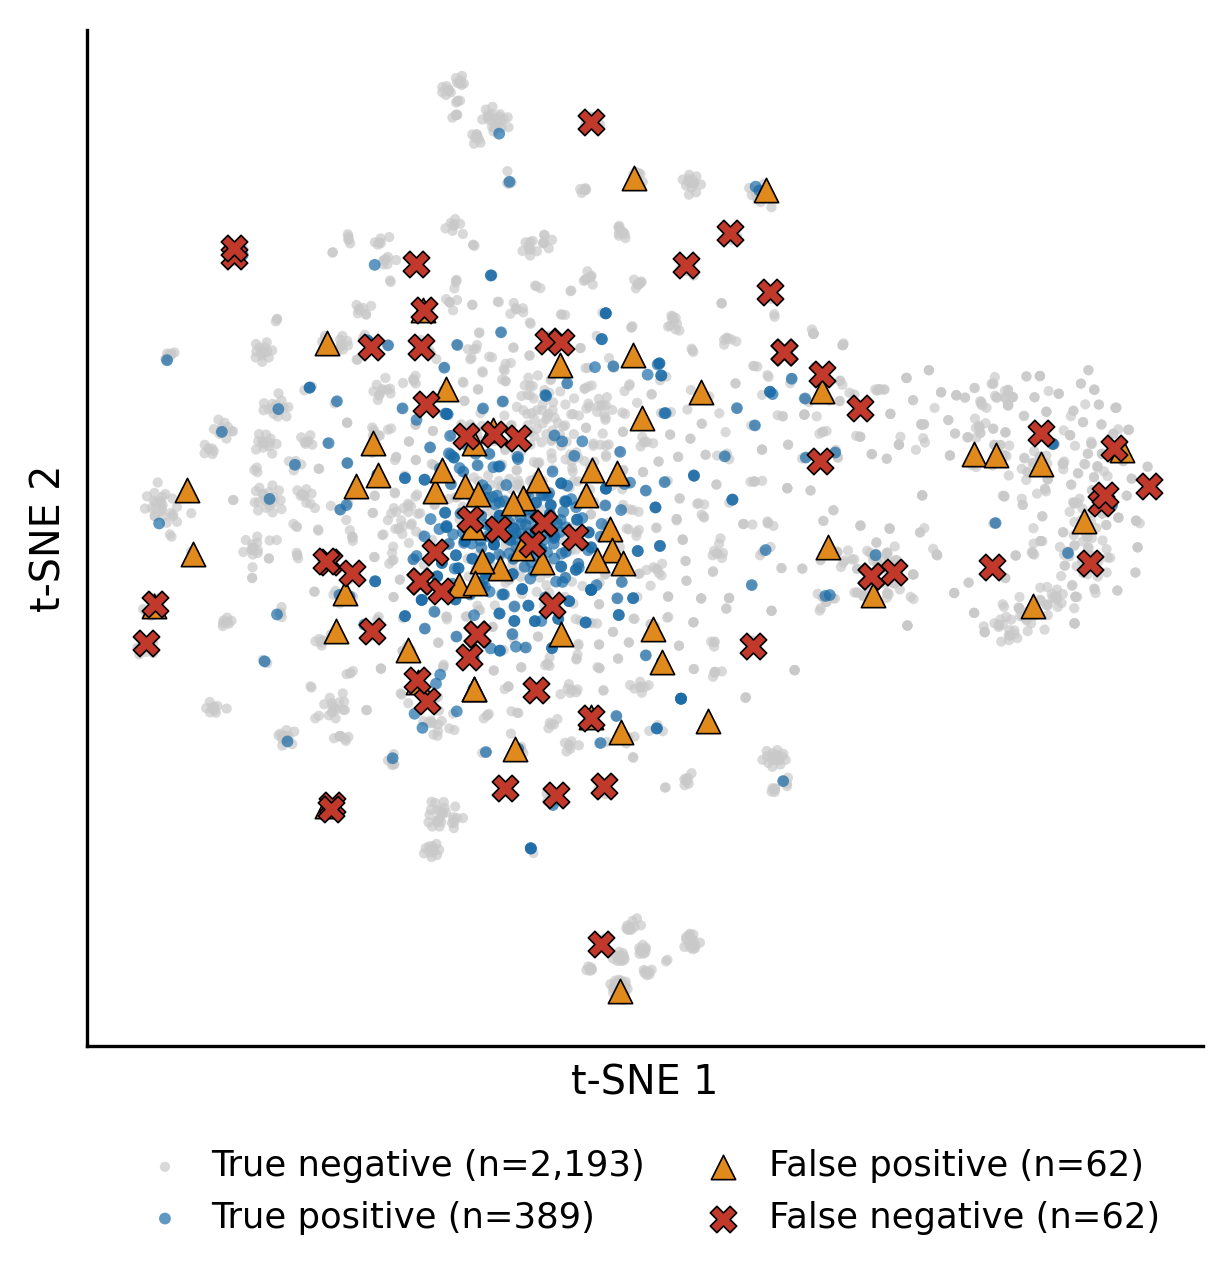 t-SNE 2
t-SNE 1
True negative (n=2,193)
True positive (n=389)
False positive (n=62)
False negative (n=62)